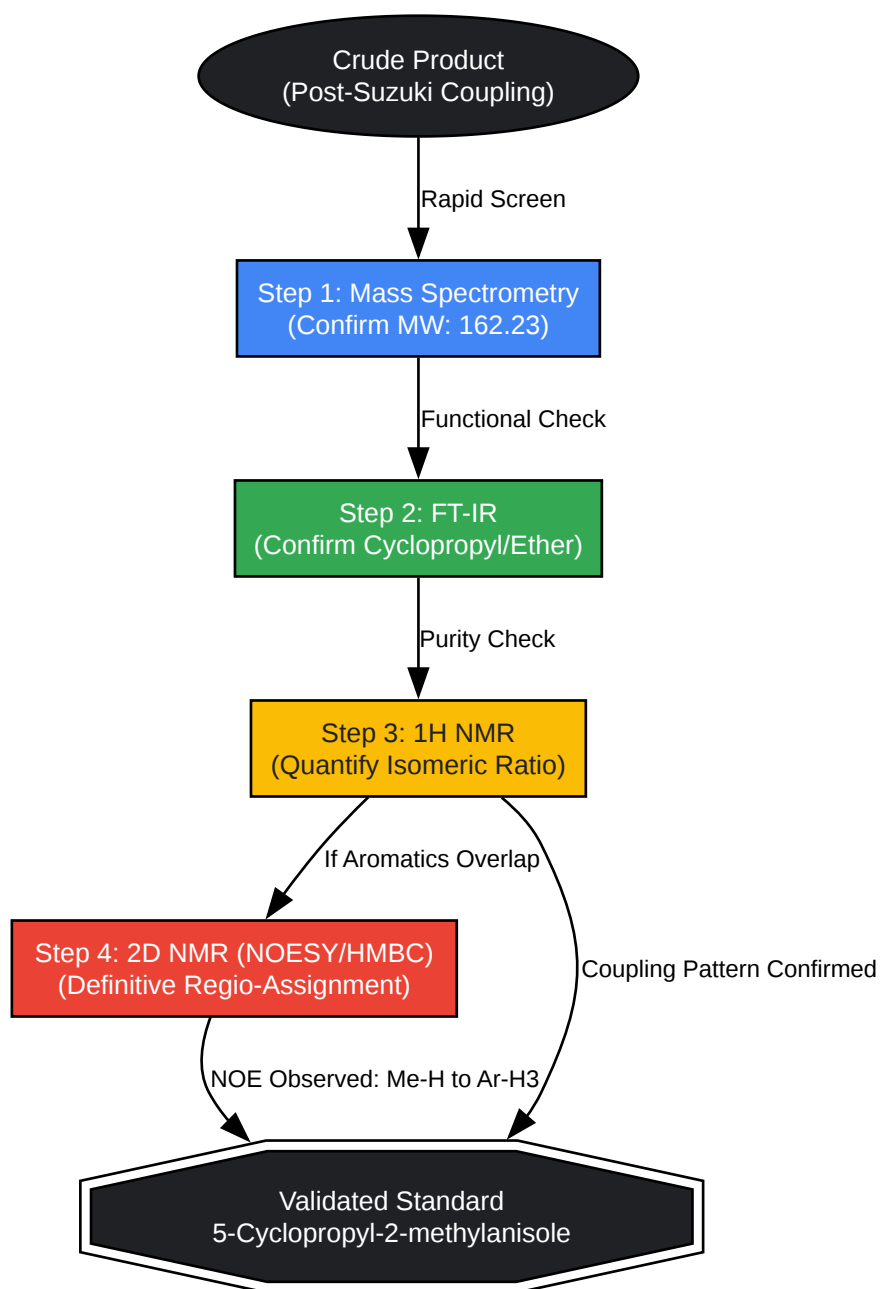 Crude Product
(Post-Suzuki Coupling)
Rapid Screen
Step 1: Mass Spectrometry
(Confirm MW: 162.23)
Functional Check
Step 2: FT-IR
(Confirm Cyclopropyl/Ether)
Purity Check
Step 3: 1H NMR
(Quantify Isomeric Ratio)
If Aromatics Overlap
Step 4: 2D NMR (NOESY/HMBC)
(Definitive Regio-Assignment)
Coupling Pattern Confirmed
NOE Observed: Me-H to Ar-H3
Validated Standard
5-Cyclopropyl-2-methylanisole